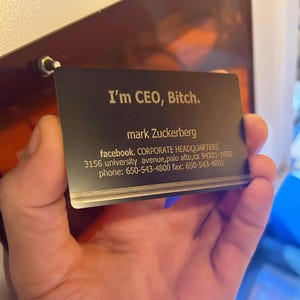 I'm CEO, Bitch.
mark Zuckerberg
facebook. CORPORATE HEADQUARTERS
3156 university avenue,palo alto,ca 94301-1695
phone: 650-543-4800 fax: 650-543-4801